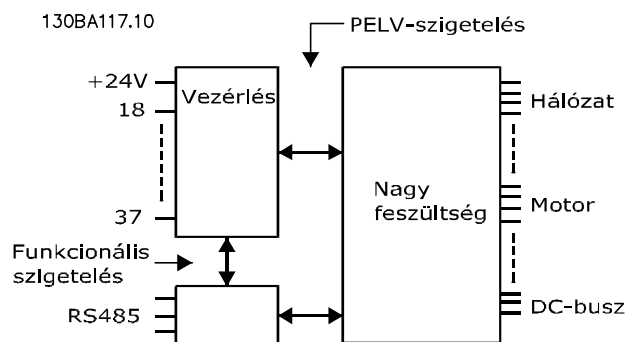 130BA117.10
PELV-szigetelés
+24V
18
37
Vezérlés
Nagy
feszültség
Hálózat
Motor
DC-busz
Funkcionális
szigetelés
RS485